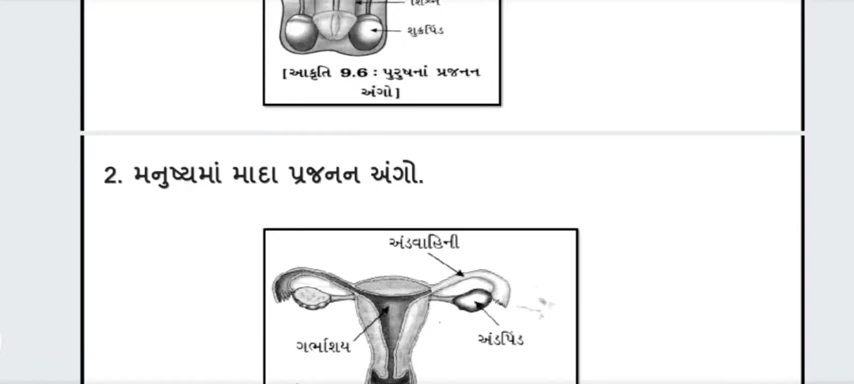 શિશ્ન
શુક્રપિંડ
[આકૃતિ 9.6 : પુરુષનાં પ્રજનન
અંગો]
2. મનુષ્યમાં માદા પ્રજનન અંગો.
અંડવાહિની
ગર્ભાશય
અંડપિંડ